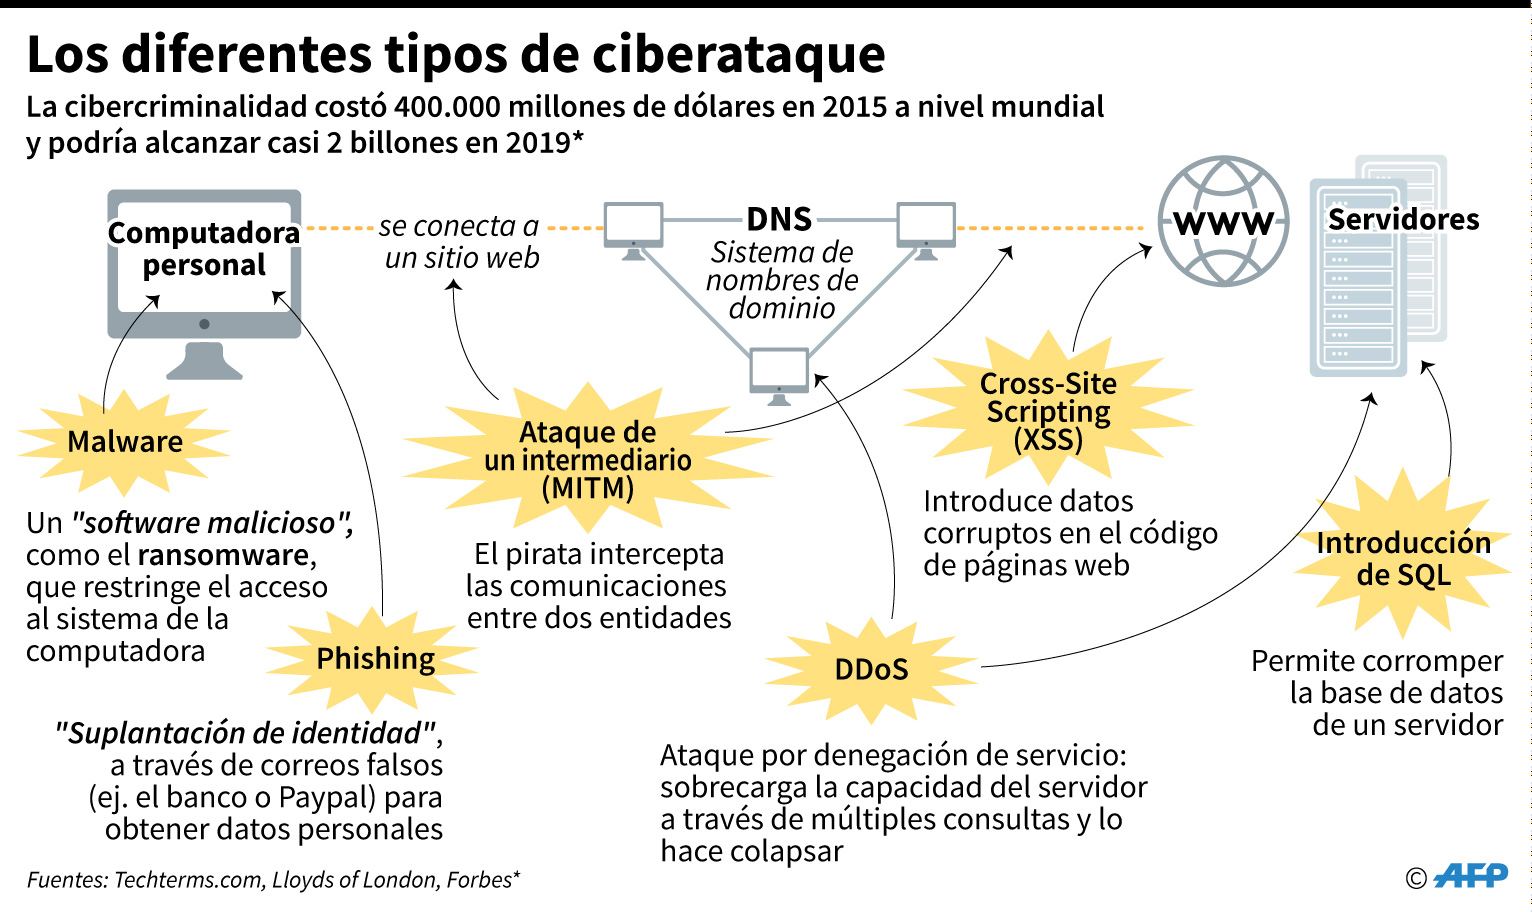 Los diferentes tipos de ciberataque
La cibercriminalidad costó 400.000 millones de dólares en 2015 a nivel mundial
y podría alcanzar casi 2 billones en 2019*
Computadora
personal
se conecta a
un sitio web
DNS
Sistema de
nombres de
dominio
www
Servidores
Malware
Un "software malicioso",
como el ransomware,
que restringe el acceso
al sistema de la
computadora
Phishing
"Suplantación de identidad",
a través de correos falsos
(ej. el banco o Paypal) para
obtener datos personales
Ataque de
un intermediario
(MITM)
El pirata intercepta
las comunicaciones
entre dos entidades
DDoS
Ataque por denegación de servicio:
sobrecarga la capacidad del servidor
a través de múltiples consultas y lo
hace colapsar
Cross-Site
Scripting
(XSS)
Introduce datos
corruptos en el código
de páginas web
Introducción
de SQL
Permite corromper
la base de datos
de un servidor
Fuentes: Techterms.com, Lloyds of London, Forbes*
© AFP